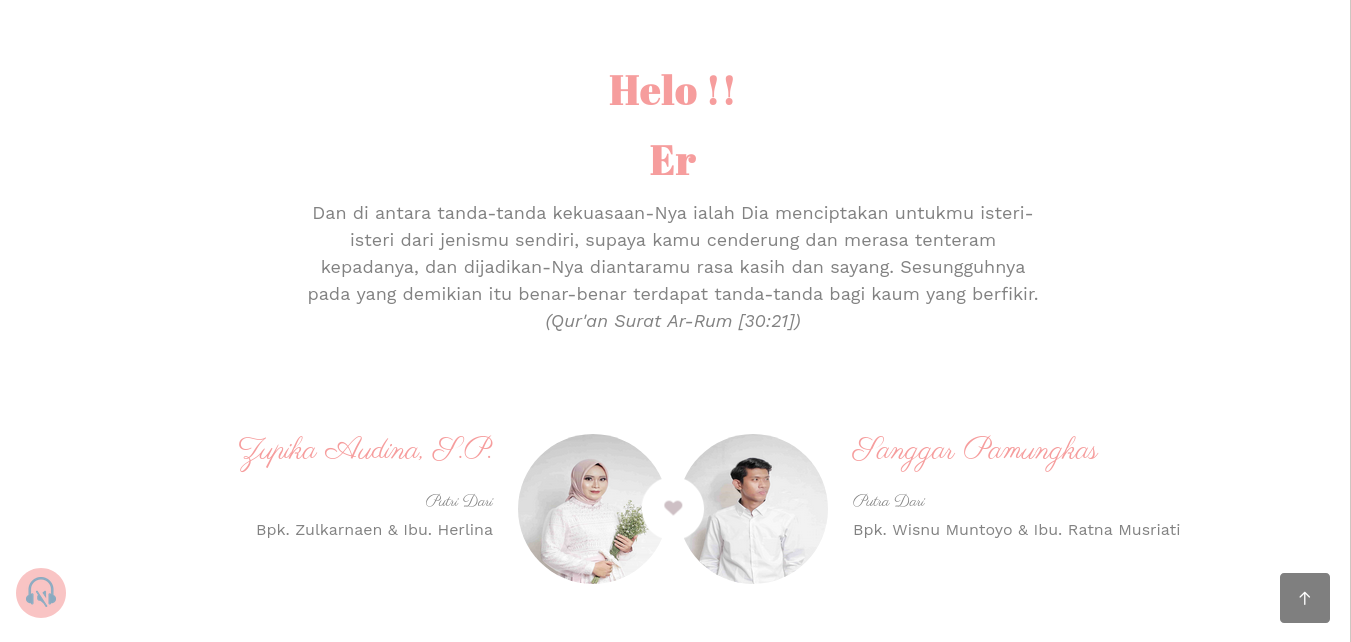 Helo !!
Er
Dan di antara tanda-tanda kekuasaan-Nya ialah Dia menciptakan untukmu isteri-
isteri dari jenismu sendiri, supaya kamu cenderung dan merasa tenteram
kepadanya, dan dijadikan-Nya diantaramu rasa kasih dan sayang. Sesungguhnya
pada yang demikian itu benar-benar terdapat tanda-tanda bagi kaum yang berfikir.
(Qur'an Surat Ar-Rum [30:21])
Zupika Audina, S.P.
Putri Dari
Bpk. Zulkarnaen & Ibu. Herlina
Sanggar Pamungkas
Putra Dari
Bpk. Wisnu Muntoyo & Ibu. Ratna Musriati